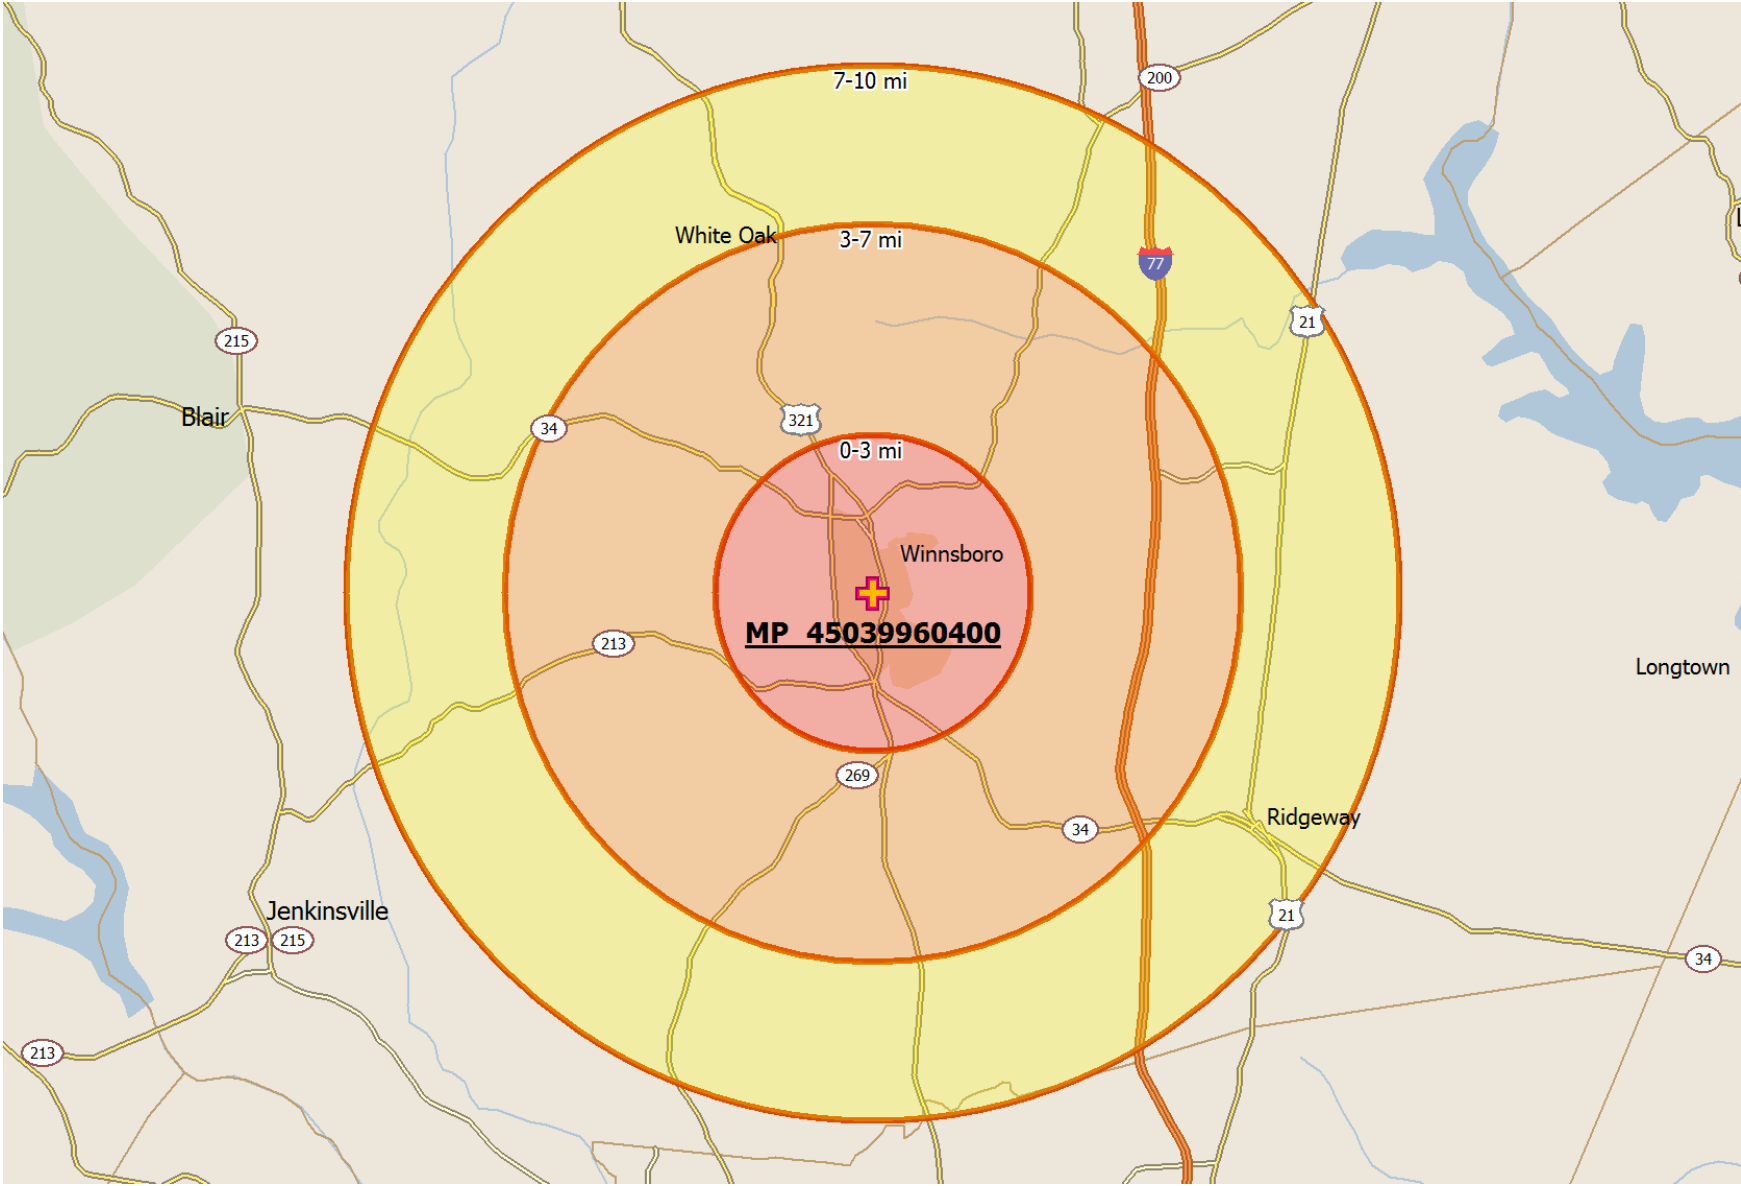 7-10 mi
200
White Oak
3-7 mi
77
21
215
Blair
34
321
0-3 mi
Winnsboro
MP 45039960400
213
Longtown
269
34
Ridgeway
Jenkinsville
21
213
215
34
213